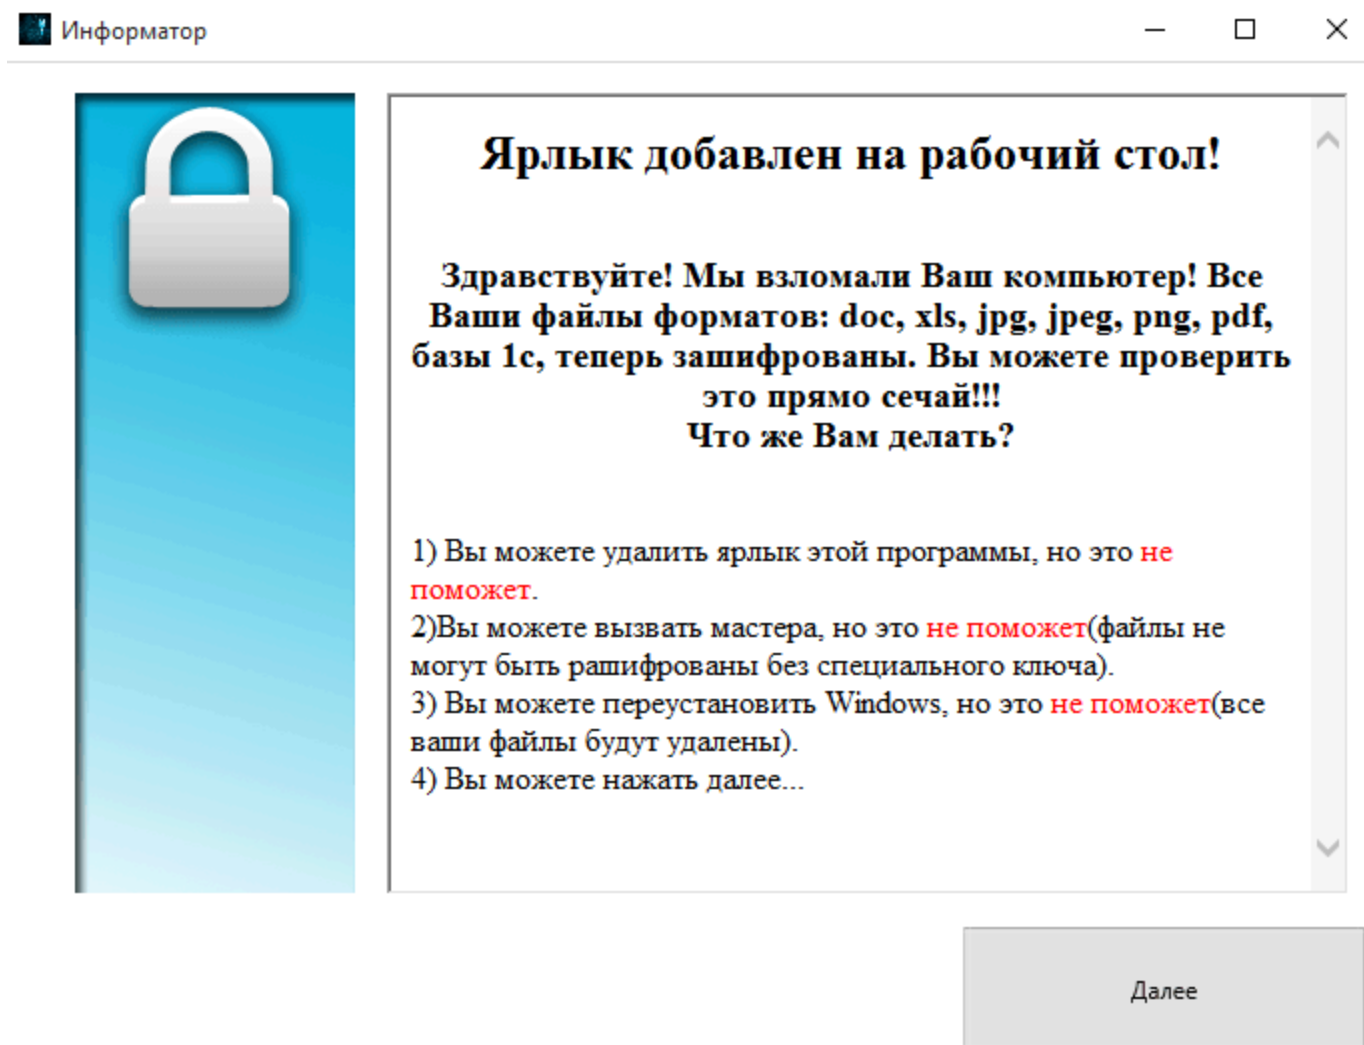 Информатор
Ярлык добавлен на рабочий стол!
Здравствуйте! Мы взломали Ваш компьютер! Все
Ваши файлы форматов: doc, xls, jpg, jpeg, png, pdf,
базы 1с, теперь зашифрованы. Вы можете проверить
это прямо сечай!!!
Что же Вам делать?
1) Вы можете удалить ярлык этой программы, но это не
поможет.
2)Вы можете вызвать мастера, но это не поможет(файлы не
могут быть рашифрованы без специального ключа).
3) Вы можете переустановить Windows, но это не поможет(все
ваши файлы будут удалены).
4) Вы можете нажать далее...
Далее